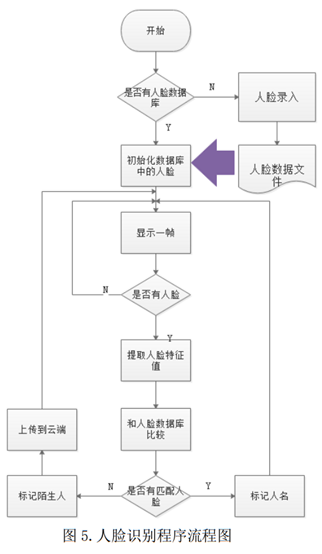 开始
是否有人脸数据
库
N
人脸录入
Y
初始化数据库
中的人脸
人脸数据文
件
显示一帧
N
是否有人脸
Y
提取人脸特征
值
和人脸数据库
比较
上传到云端
是否有匹配人
脸
N
Y
标记陌生人
标记人名
图 5.人脸识别程序流程图